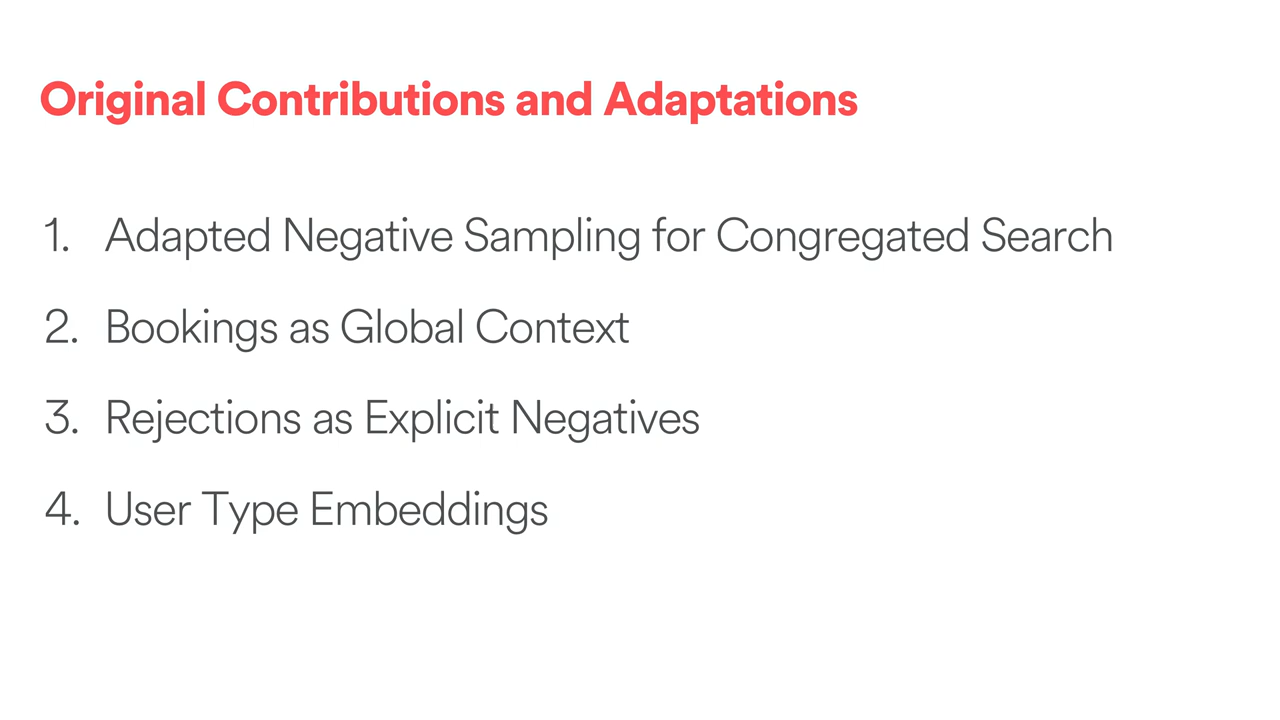 Original Contributions and Adaptations
1. Adapted Negative Sampling for Congregated Search
2. Bookings as Global Context
3. Rejections as Explicit Negatives
4. User Type Embeddings